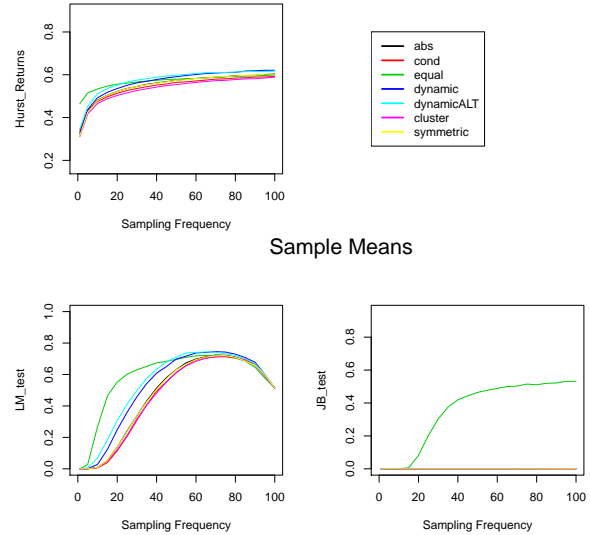 Hurst_Returns
0.2 0.4 0.6 0.8
0 20 40 60 80 100
Sampling Frequency
abs
cond
equal
dynamic
dynamicALT
cluster
symmetric
Sample Means
LM_test
0.0 0.2 0.4 0.6 0.8 1.0
0 20 40 60 80 100
Sampling Frequency
JB_test
0.0 0.2 0.4 0.6 0.8
0 20 40 60 80 100
Sampling Frequency